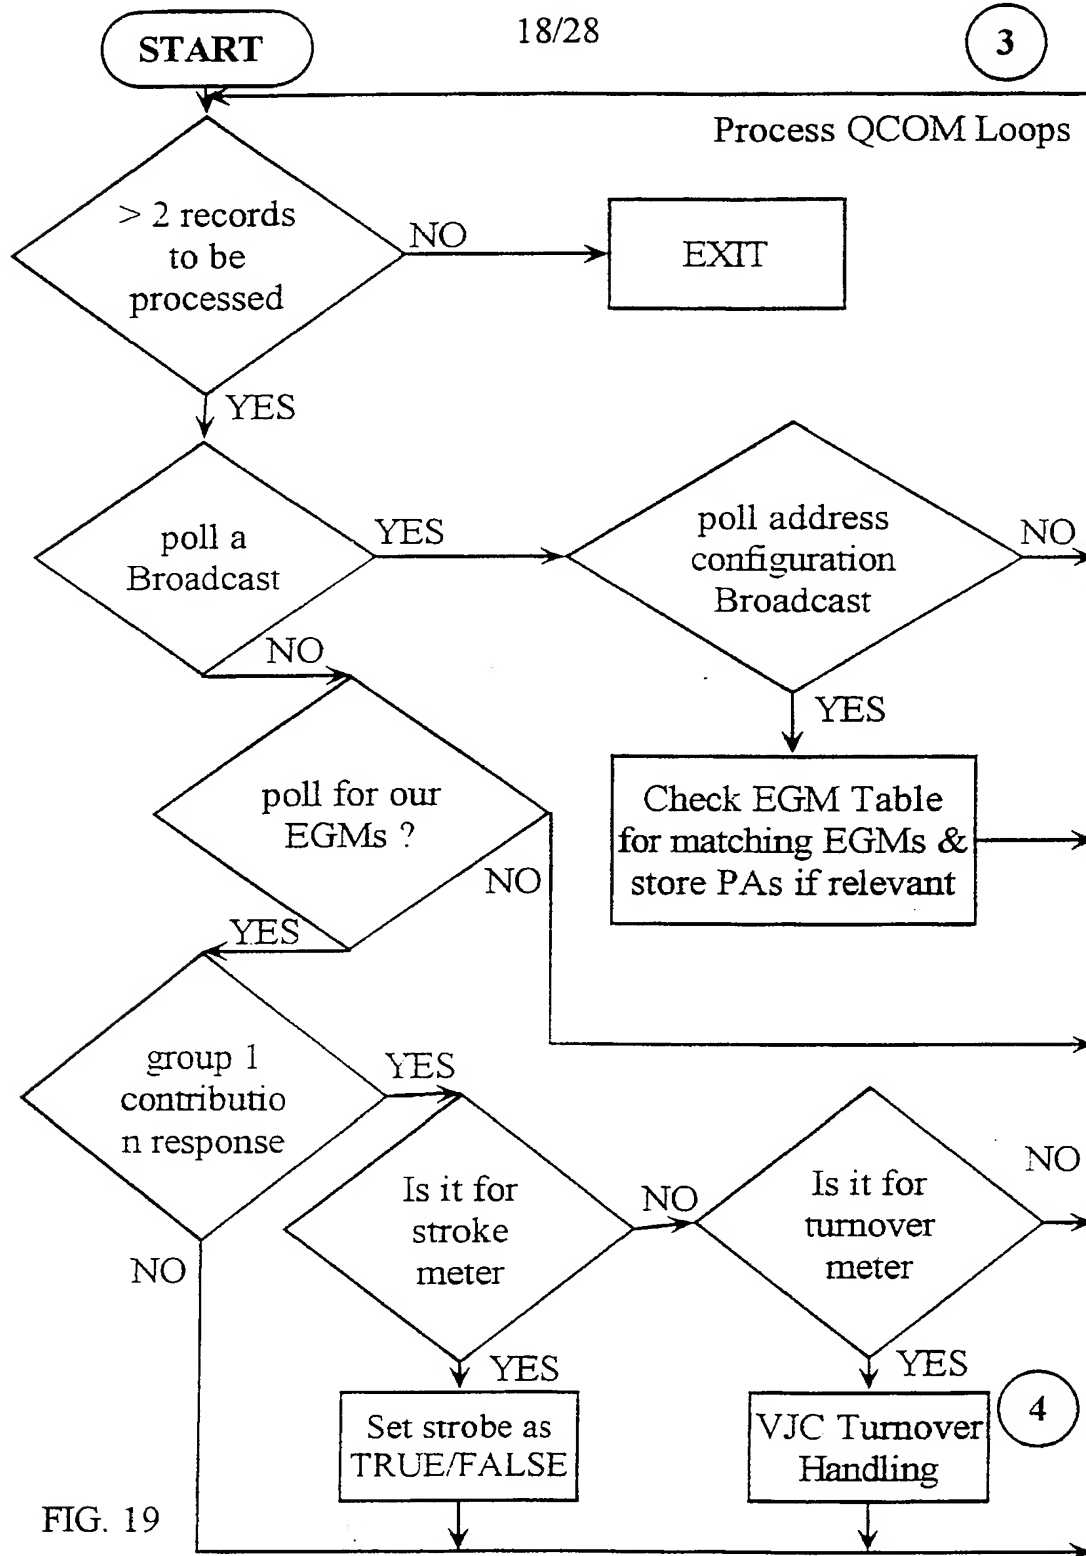 START
18/28
3
Process QCOM Loops
> 2 records
to be
processed
NO
EXIT
YES
poll a
Broadcast
YES
poll address
configuration
Broadcast
NO
NO
YES
poll for our
EGMs ?
NO
Check EGM Table
for matching EGMs &
store PAs if relevant
YES
group 1
contributio
n response
YES
NO
Is it for
stroke
meter
NO
Is it for
turnover
meter
NO
YES
YES
Set strobe as
TRUE/FALSE
VJC Turnover
Handling
4
FIG. 19